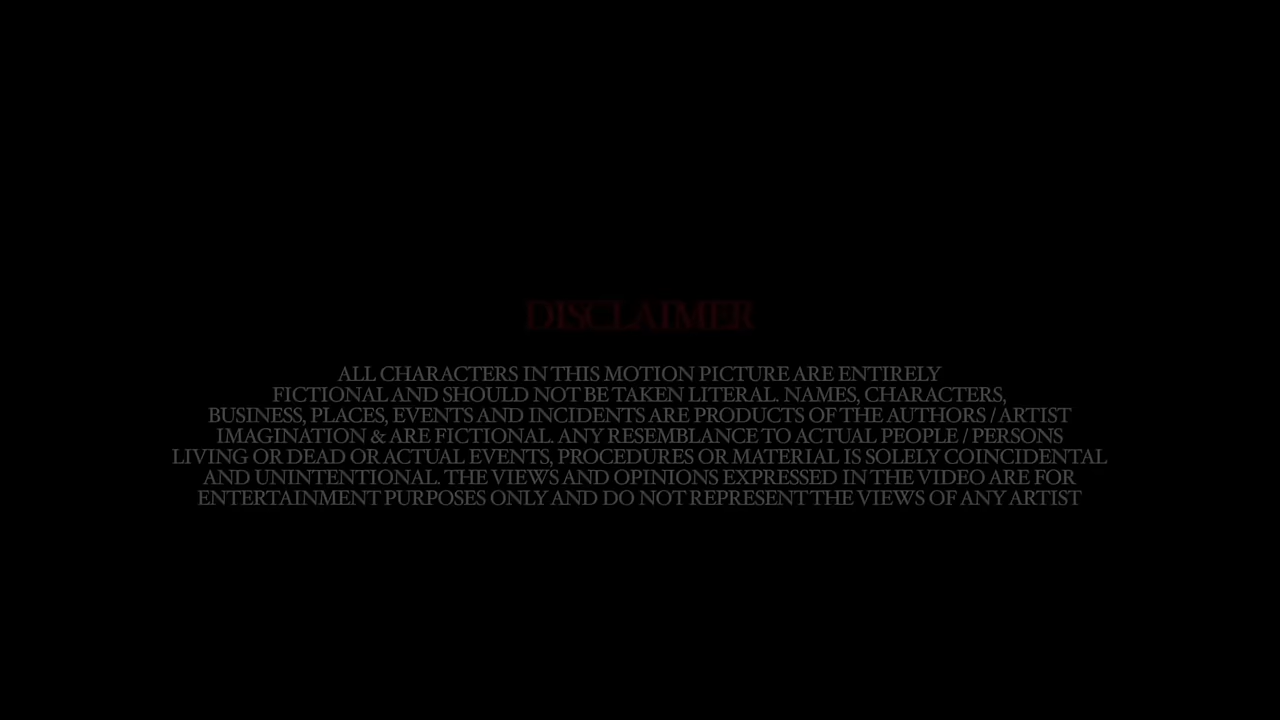 DISCLAIMER
ALL CHARACTERS IN THIS MOTION PICTURE ARE ENTIRELY
FICTIONAL AND SHOULD NOT BE TAKEN LITERAL. NAMES, CHARACTERS,
BUSINESS, PLACES, EVENTS AND INCIDENTS ARE PRODUCTS OF THE AUTHORS / ARTIST
IMAGINATION & ARE FICTIONAL. ANY RESEMBLANCE TO ACTUAL PEOPLE / PERSONS
LIVING OR DEAD OR ACTUAL EVENTS, PROCEDURES OR MATERIAL IS SOLELY COINCIDENTAL
AND UNINTENTIONAL. THE VIEWS AND OPINIONS EXPRESSED IN THE VIDEO ARE FOR
ENTERTAINMENT PURPOSES ONLY AND DO NOT REPRESENT THE VIEWS OF ANY ARTIST